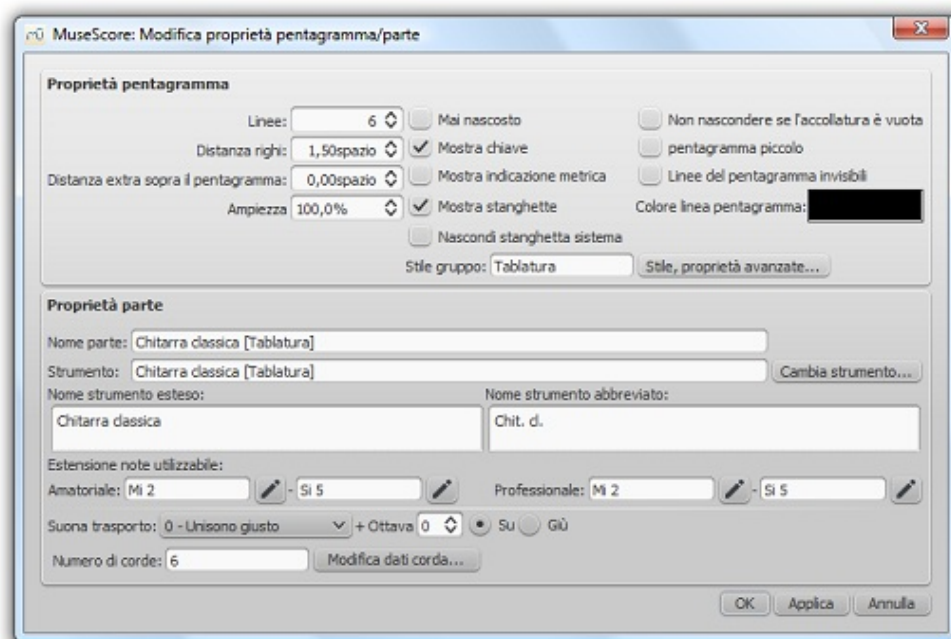 MuseScore: Modifica proprietà pentagramma/parte
Proprietà pentagramma
Linee: 6 Mai nascosto Non nascondere se l'accollatura è vuota
Distanza righi: 1,50spazio Mostra chiave pentagramma piccolo
Distanza extra sopra il pentagramma: 0,00spazio Mostra indicazione metrica Linee del pentagramma invisibili
Ampiezza 100,0% Mostra stanghette Colore linea pentagramma:
Nascondi stanghetta sistema
Stile gruppo: Tablatura Stile, proprietà avanzate...
Proprietà parte
Nome parte: Chitarra classica [Tablatura]
Strumento: Chitarra classica [Tablatura] Cambia strumento...
Nome strumento esteso: Nome strumento abbreviato:
Chitarra classica Chit. cl.
Estensione note utilizzabile:
Amatoriale: Mi 2 - Si 5 Professionale: Mi 2 - Si 5
Suona trasporto: 0 - Unisono giusto + Ottava 0 Su Giù
Numero di corde: 6 Modifica dati corda...
OK Applica Annulla